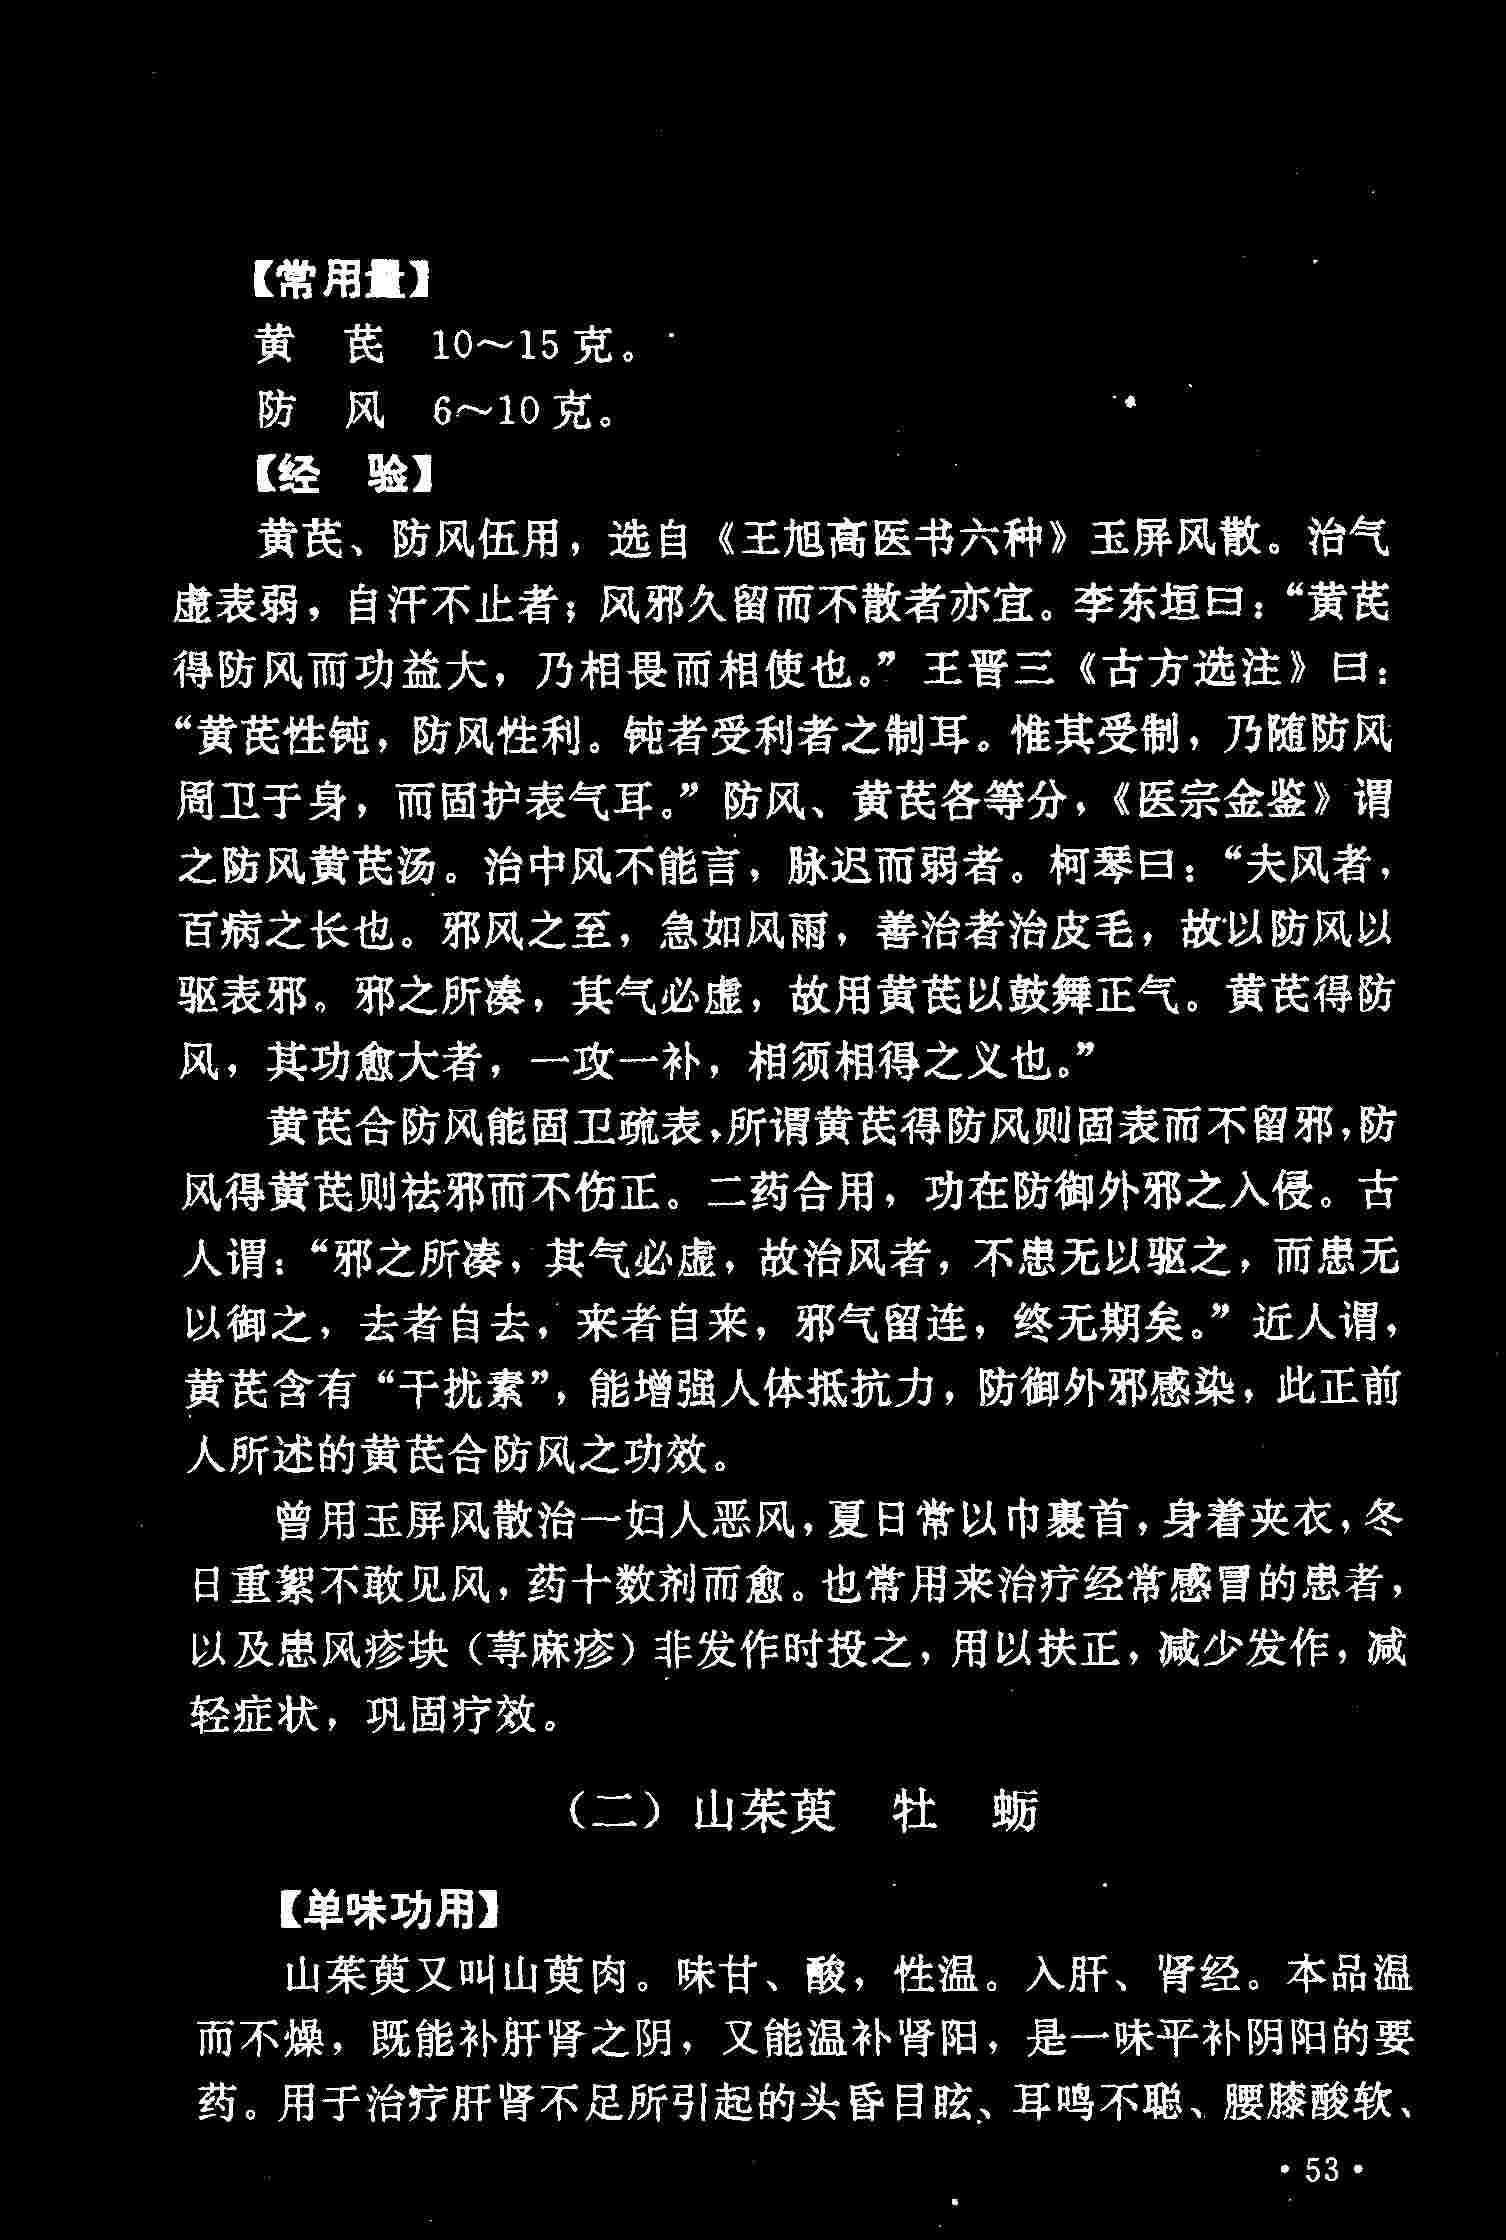 【常用量】
黄　芪　10～15克。
防　风　6～10克。
【经　验】
黄芪、防风伍用，选自《王旭高医书六种》玉屏风散。治气
虚表弱，自汗不止者；风邪久留而不散者亦宜。李东垣曰：“黄芪
得防风而功益大，乃相畏而相使也。”王晋三《古方选注》曰：
“黄芪性钝，防风性利。钝者受利者之制耳。惟其受制，乃随防风
周卫于身，而固护表气耳。”防风、黄芪各等分，《医宗金鉴》谓
之防风黄芪汤。治中风不能言，脉迟而弱者。柯琴曰：“夫风者，
百病之长也。邪风之至，急如风雨，善治者治皮毛，故以防风以
驱表邪。邪之所凑，其气必虚，故用黄芪以鼓舞正气。黄芪得防
风，其功愈大者，一攻一补，相须相得之义也。”
黄芪合防风能固卫疏表，所谓黄芪得防风则固表而不留邪，防
风得黄芪则祛邪而不伤正。二药合用，功在防御外邪之入侵。古
人谓：“邪之所凑，其气必虚，故治风者，不患无以驱之，而患无
以御之，去者自去，来者自来，邪气留连，终无期矣。”近人谓，
黄芪含有“干扰素”，能增强人体抵抗力，防御外邪感染，此正前
人所述的黄芪合防风之功效。
曾用玉屏风散治一妇人恶风，夏日常以巾裹首，身着夹衣，冬
日重絮不敢见风，药十数剂而愈。也常用来治疗经常感冒的患者，
以及患风疹块（荨麻疹）非发作时投之，用以扶正，减少发作，减
轻症状，巩固疗效。
（二）山茱萸　牡　蛎
【单味功用】
山茱萸又叫山萸肉。味甘、酸，性温。入肝、肾经。本品温
而不燥，既能补肝肾之阴，又能温补肾阳，是一味平补阴阳的要
药。用于治疗肝肾不足所引起的头昏目眩、耳鸣不聪、腰膝酸软、
·53·